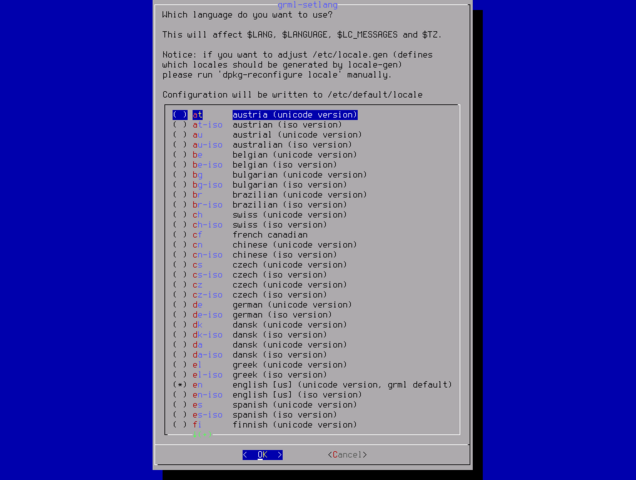 grml-setlang
Which language do you want to use?
This will affect $LANG, $LANGUAGE, $LC_MESSAGES and $TZ.
Notice: if you want to adjust /etc/locale.gen (defines
which locales should be generated by locale-gen)
please run 'dpkg-reconfigure locale' manually.
Configuration will be written to /etc/default/locale
( ) at austria (unicode version)
( ) at-iso austrian (iso version)
( ) au austrial (unicode version)
( ) au-iso australian (iso version)
( ) be belgian (unicode version)
( ) be-iso belgian (iso version)
( ) bg bulgarian (unicode version)
( ) bg-iso bulgarian (iso version)
( ) br brazilian (unicode version)
( ) br-iso brazilian (iso version)
( ) ch swiss (unicode version)
( ) ch-iso swiss (iso version)
( ) cf french canadian
( ) cn chinese (unicode version)
( ) cn-iso chinese (iso version)
( ) cs czech (unicode version)
( ) cs-iso czech (iso version)
( ) cz czech (unicode version)
( ) cz-iso czech (iso version)
( ) de german (unicode version)
( ) de-iso german (iso version)
( ) dk dansk (unicode version)
( ) dk-iso dansk (iso version)
( ) da dansk (unicode version)
( ) da-iso dansk (iso version)
( ) el greek (unicode version)
( ) el-iso greek (iso version)
(*) en english [us] (unicode version, grml default)
( ) en-iso english [us] (iso version)
( ) es spanish (unicode version)
( ) es-iso spanish (iso version)
( ) fi finnish (unicode version)
< OK > <Cancel>